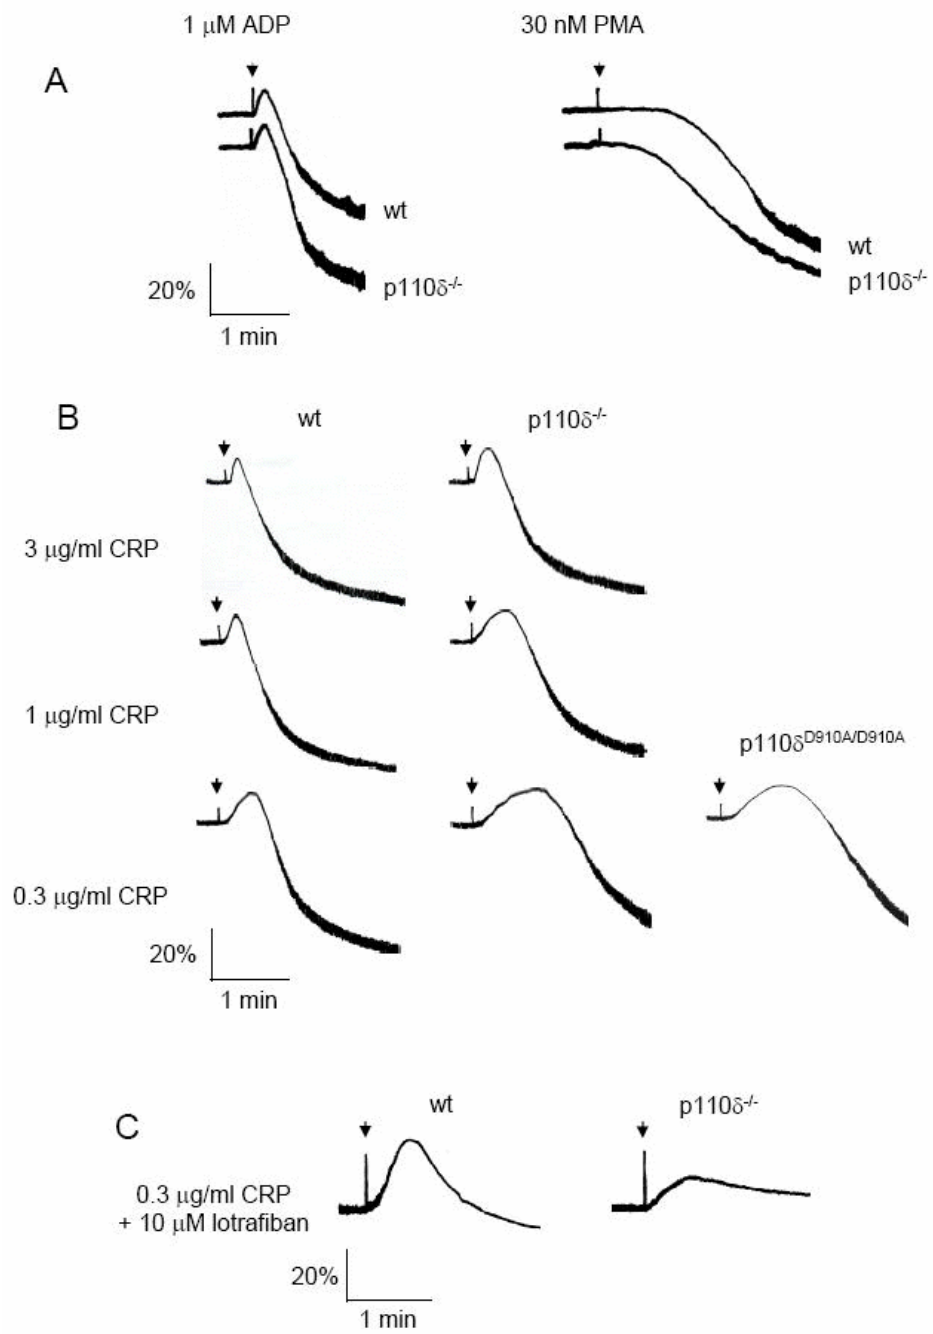 1 μM ADP
30 nM PMA
A
wt
p110δ-/-
20%
1 min
wt
p110δ-/-
B
wt
p110δ-/-
3 μg/ml CRP
1 μg/ml CRP
p110δD910A/D910A
0.3 μg/ml CRP
20%
1 min
C
wt
p110δ-/-
0.3 μg/ml CRP
+ 10 μM lotrafiban
20%
1 min